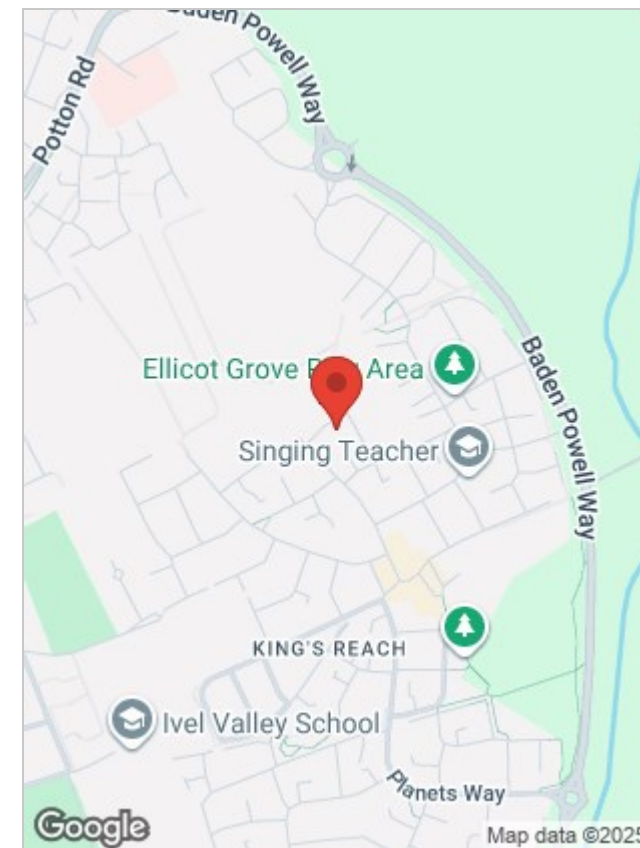 Baden Powell Way
Potton Rd
Ellicot Grove Play Area
Singing Teacher
Baden Powell Way
KING'S REACH
Ivel Valley School
Planets Way
Google
Map data ©2025